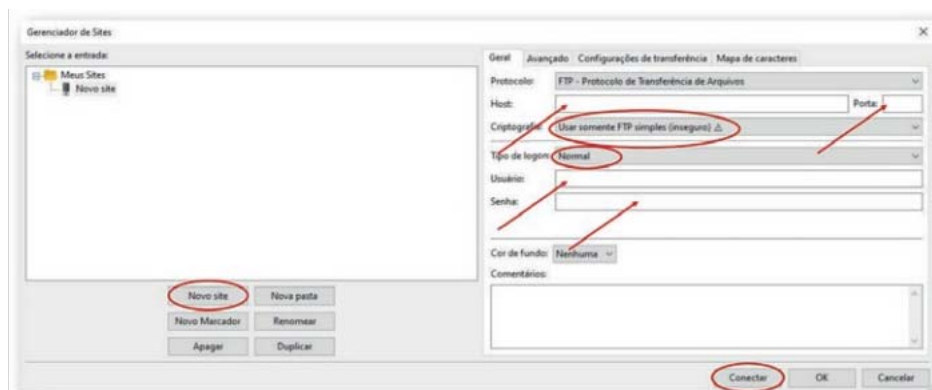 Gerenciador de Sites
Selecione a entrada:
Meus Sites
Novo site
Novo site
Nova pasta
Novo Marcador
Renomear
Apagar
Duplicar
Geral Avançado Configurações de transferência Mapa de caracteres
Protocolo: FTP - Protocolo de Transferência de Arquivos
Host: Porta:
Criptografia: Usar somente FTP simples (inseguro)
Tipo de logon: Normal
Usuário:
Senha:
Cor de fundo: Nenhuma
Comentários:
Conectar OK Cancelar